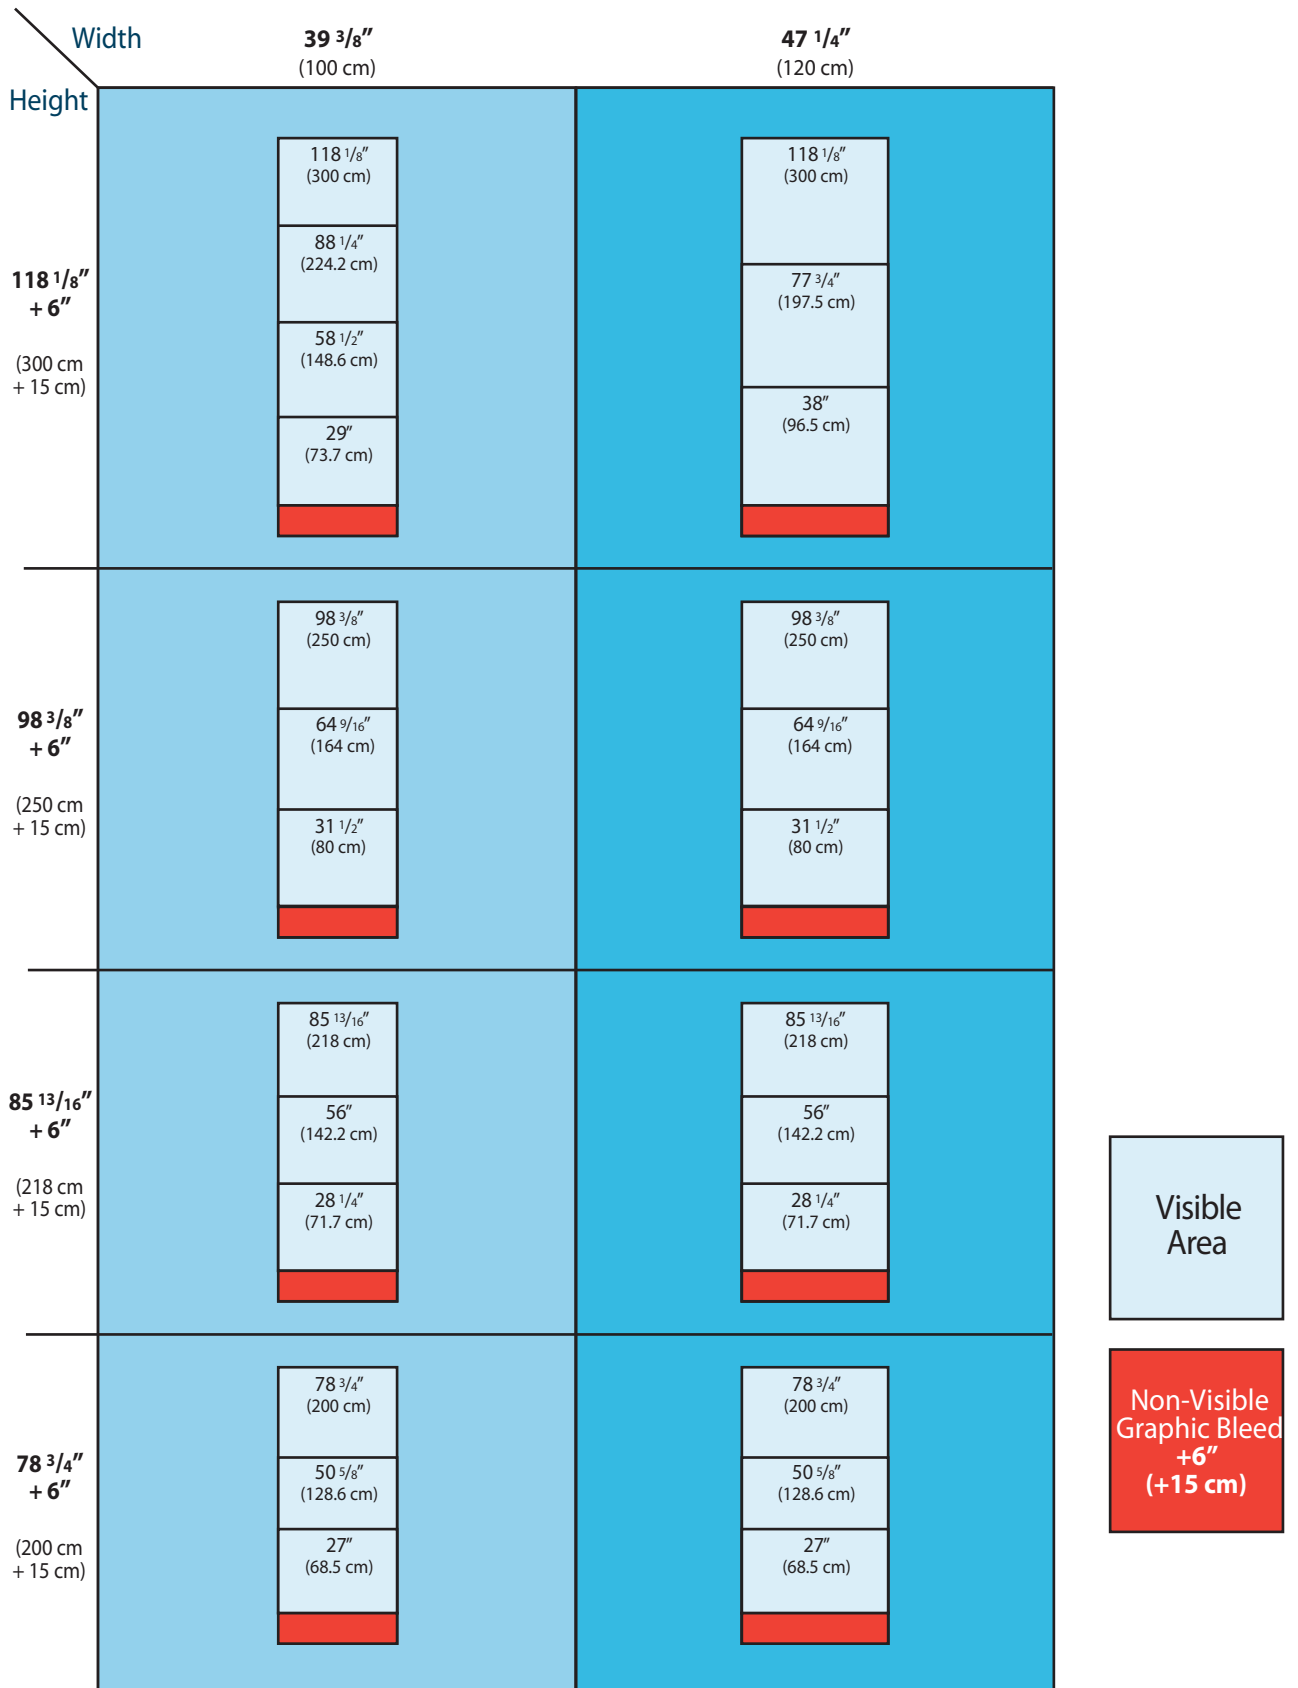 Width
39 3/8”
(100 cm)
47 1/4”
(120 cm)
Height
118 1/8”
+ 6”
(300 cm
+ 15 cm)
118 1/8”
(300 cm)
88 1/4”
(224.2 cm)
58 1/2”
(148.6 cm)
29”
(73.7 cm)
118 1/8”
(300 cm)
77 3/4”
(197.5 cm)
38”
(96.5 cm)
98 3/8”
+ 6”
(250 cm
+ 15 cm)
98 3/8”
(250 cm)
64 9/16”
(164 cm)
31 1/2”
(80 cm)
98 3/8”
(250 cm)
64 9/16”
(164 cm)
31 1/2”
(80 cm)
85 13/16”
+ 6”
(218 cm
+ 15 cm)
85 13/16”
(218 cm)
56”
(142.2 cm)
28 1/4”
(71.7 cm)
85 13/16”
(218 cm)
56”
(142.2 cm)
28 1/4”
(71.7 cm)
78 3/4”
+ 6”
(200 cm
+ 15 cm)
78 3/4”
(200 cm)
50 5/8”
(128.6 cm)
27”
(68.5 cm)
78 3/4”
(200 cm)
50 5/8”
(128.6 cm)
27”
(68.5 cm)
Visible
Area
Non-Visible
Graphic Bleed
+6”
(+15 cm)